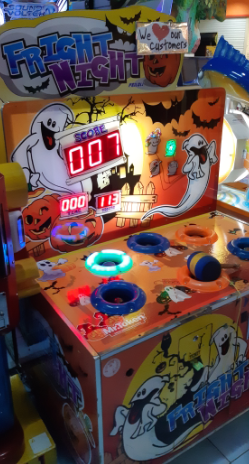 We ❤ our
customers
FRIGHT
NIGHT
SCORE
007
000
113
FRIGHT
NIGHT